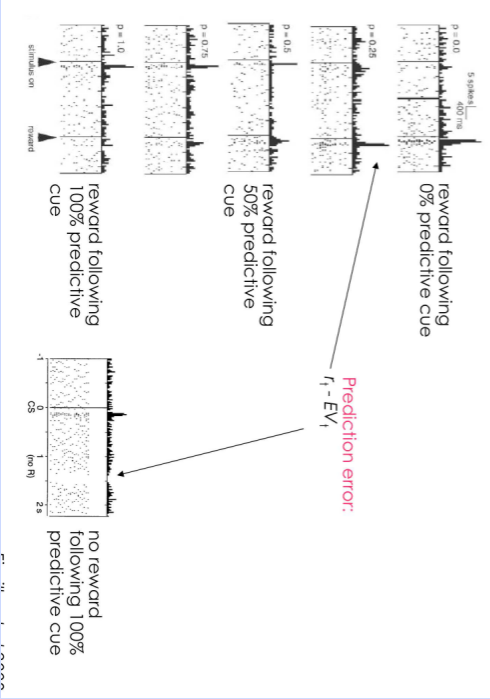 p = 0.0
5 spikes
400 ms
reward following
0% predictive cue
p = 0.25
Prediction error:
r_t - EV_t
p = 0.5
reward following
50% predictive
cue
p = 0.75
p = 1.0
reward following
100% predictive
cue
stimulus on
reward
no reward
following 100%
predictive cue
-1 0 1 2 s
CS (no R)